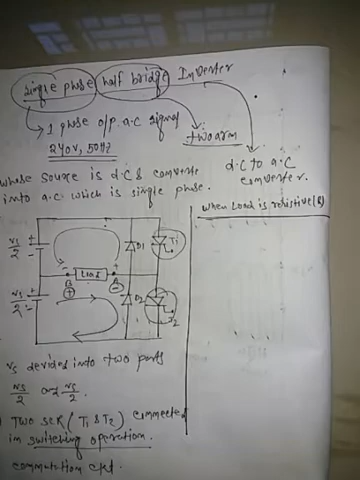 single phase half bridge Inverter
1 phase o/p. a.c signal
240V, 50Hz
two arm
d.c to a.c
converter.
whose source is d.c & converte
into a.c. which is single phase.
when Load is resistive(R)
Vs/2
D1
T1
Load
Vs/2
D2
T2
Vs devided into two parts
Vs/2 and Vs/2.
Two SCR (T1 & T2) connected
in switching operation.
commutation ckt.